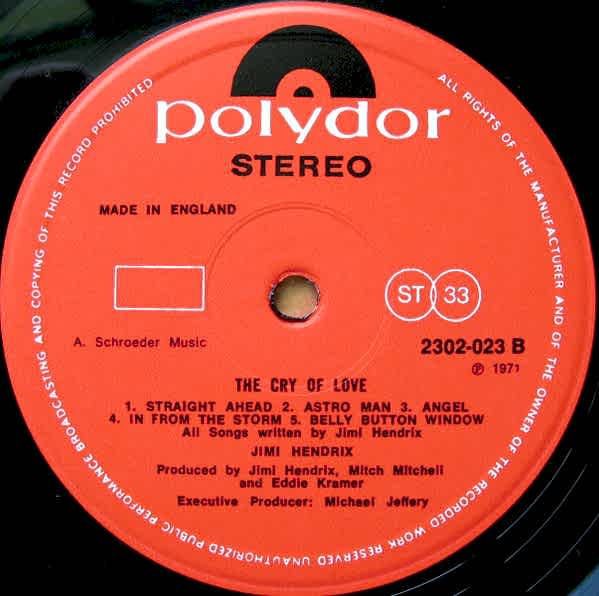 polydor
STEREO
MADE IN ENGLAND
ST 33
A. Schroeder Music
2302-023 B
℗ 1971
THE CRY OF LOVE
1. STRAIGHT AHEAD 2. ASTRO MAN 3. ANGEL
4. IN FROM THE STORM 5. BELLY BUTTON WINDOW
All Songs written by Jimi Hendrix
JIMI HENDRIX
Produced by Jimi Hendrix, Mitch Mitchell
and Eddie Kramer
Executive Producer: Michael Jeffery
ALL RIGHTS OF THE MANUFACTURER AND OF THE OWNER OF THE RECORDED WORK RESERVED UNAUTHORIZED PUBLIC PERFORMANCE BROADCASTING AND COPYING OF THIS RECORD PROHIBITED